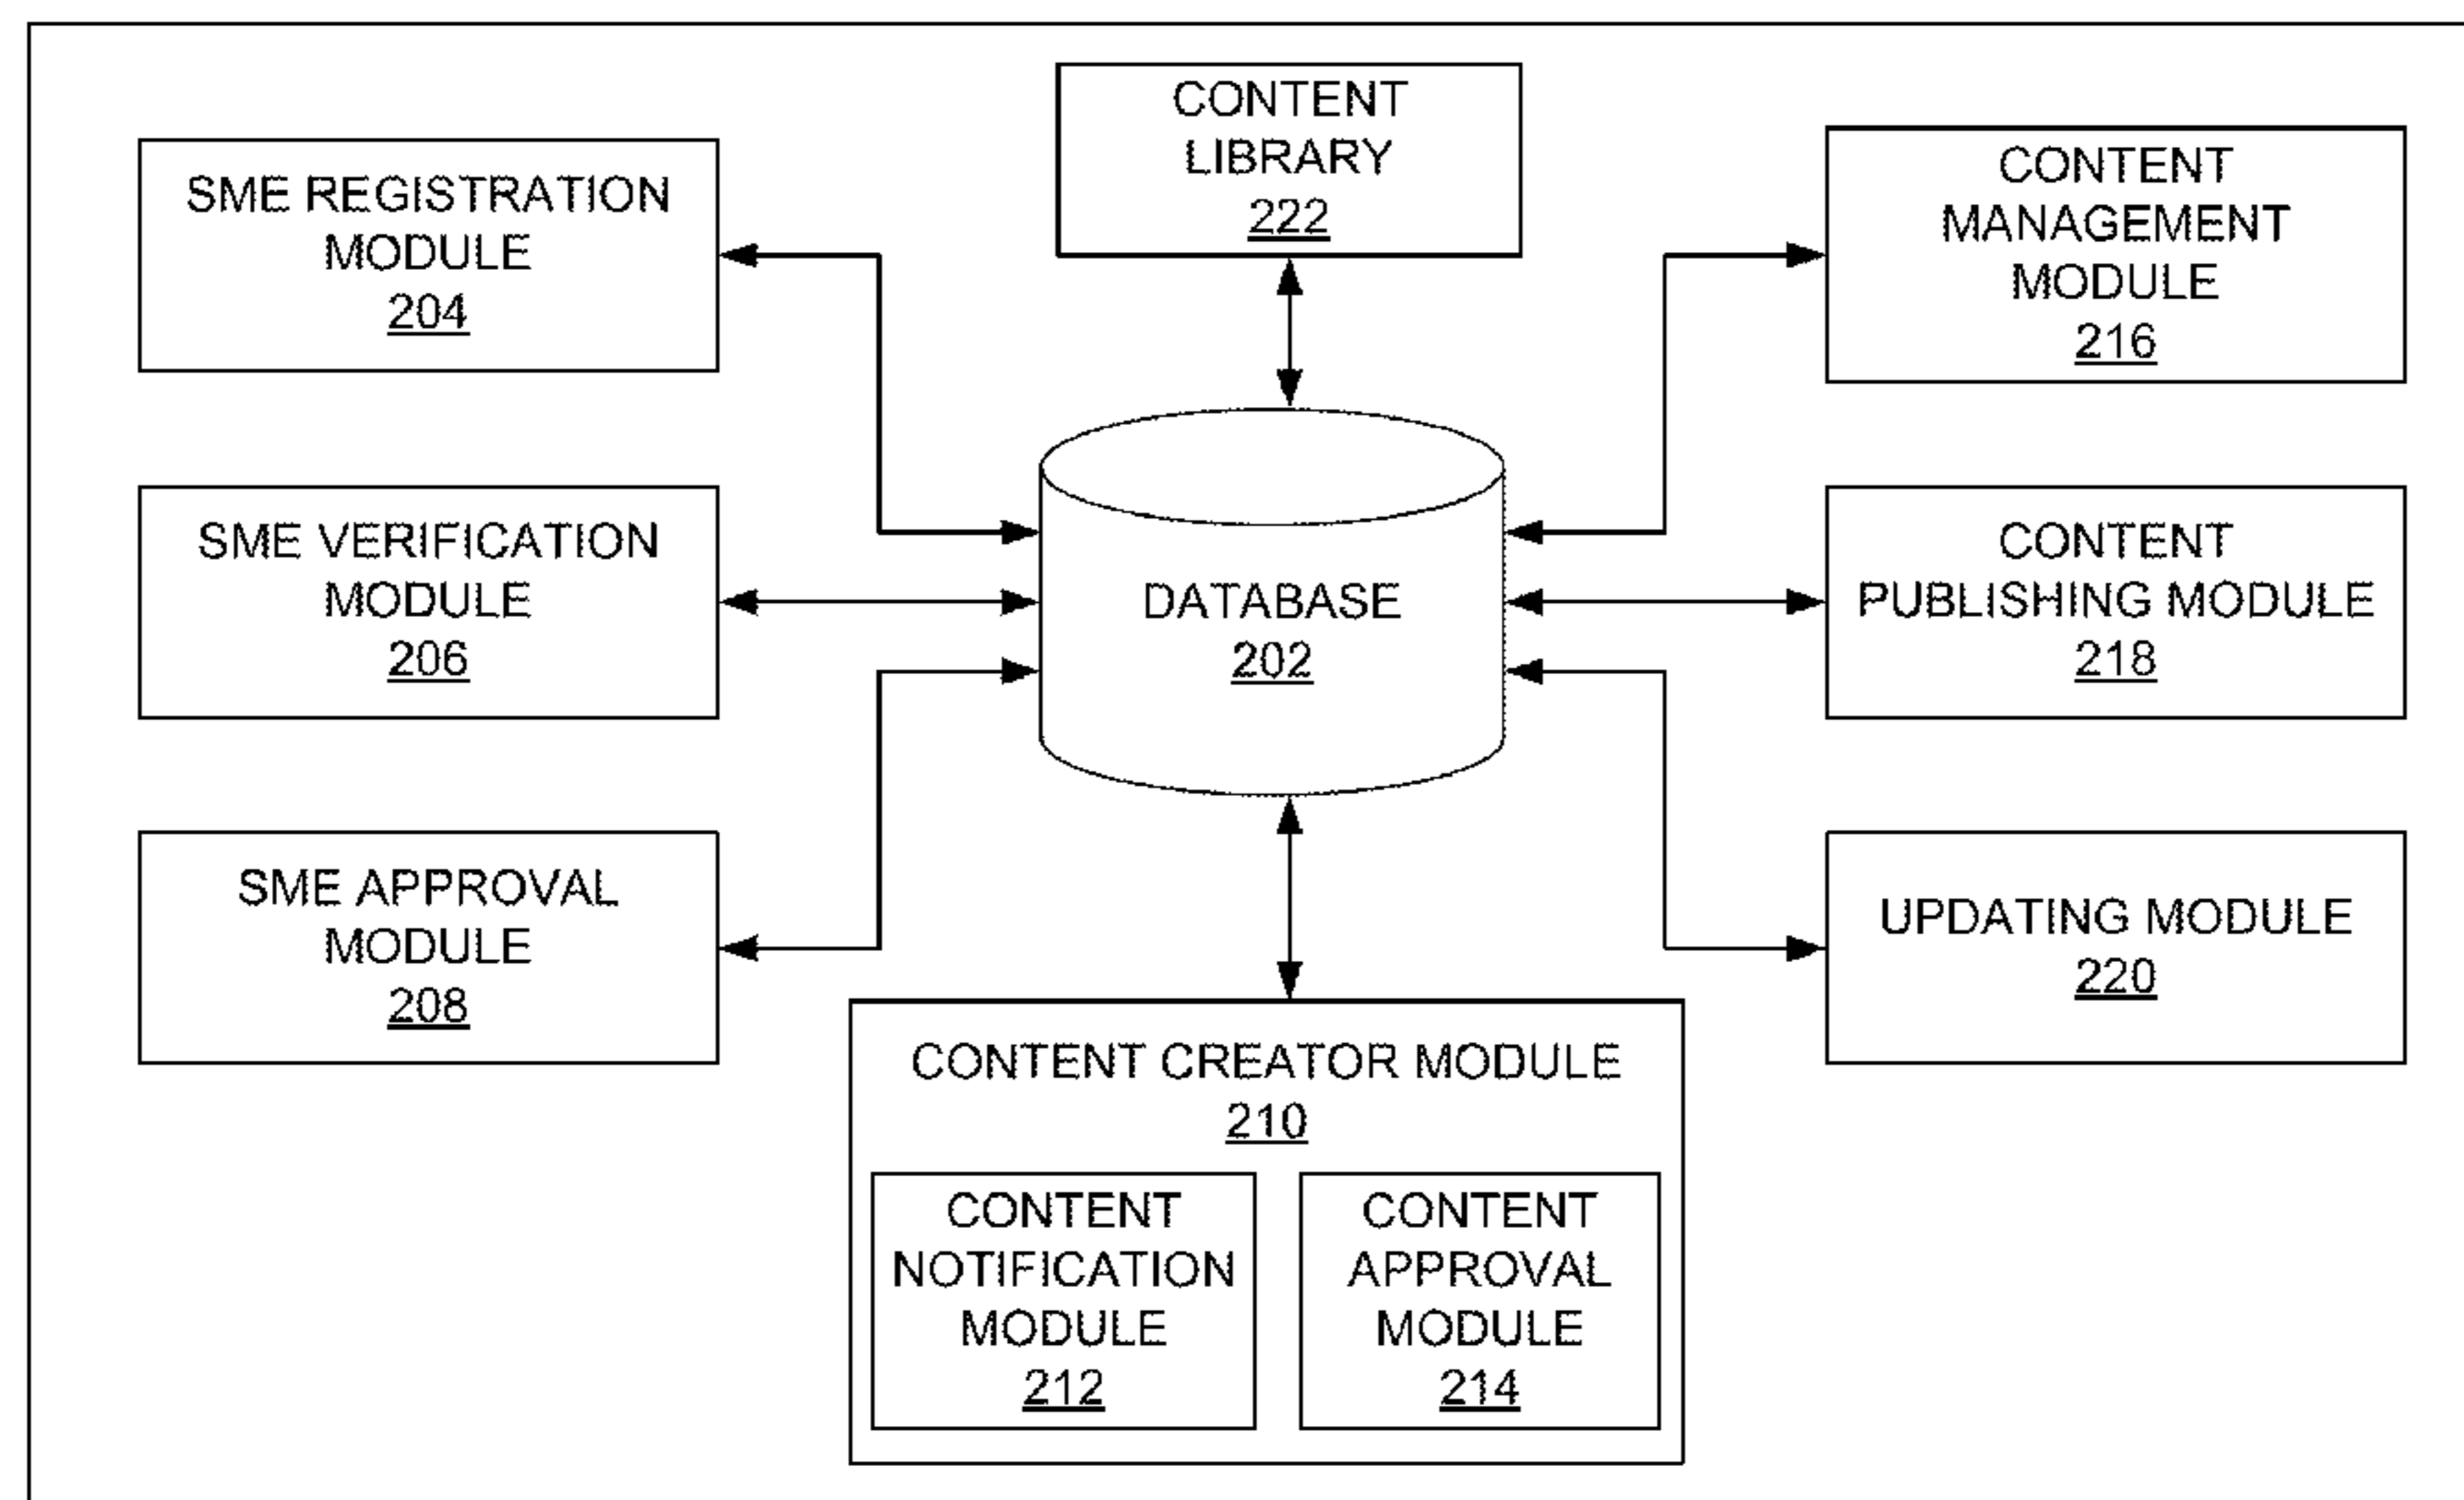 CONTENT
LIBRARY
222
SME REGISTRATION
MODULE
204
CONTENT
MANAGEMENT
MODULE
216
SME VERIFICATION
MODULE
206
DATABASE
202
CONTENT
PUBLISHING MODULE
218
SME APPROVAL
MODULE
208
UPDATING MODULE
220
CONTENT CREATOR MODULE
210
CONTENT
NOTIFICATION
MODULE
212
CONTENT
APPROVAL
MODULE
214